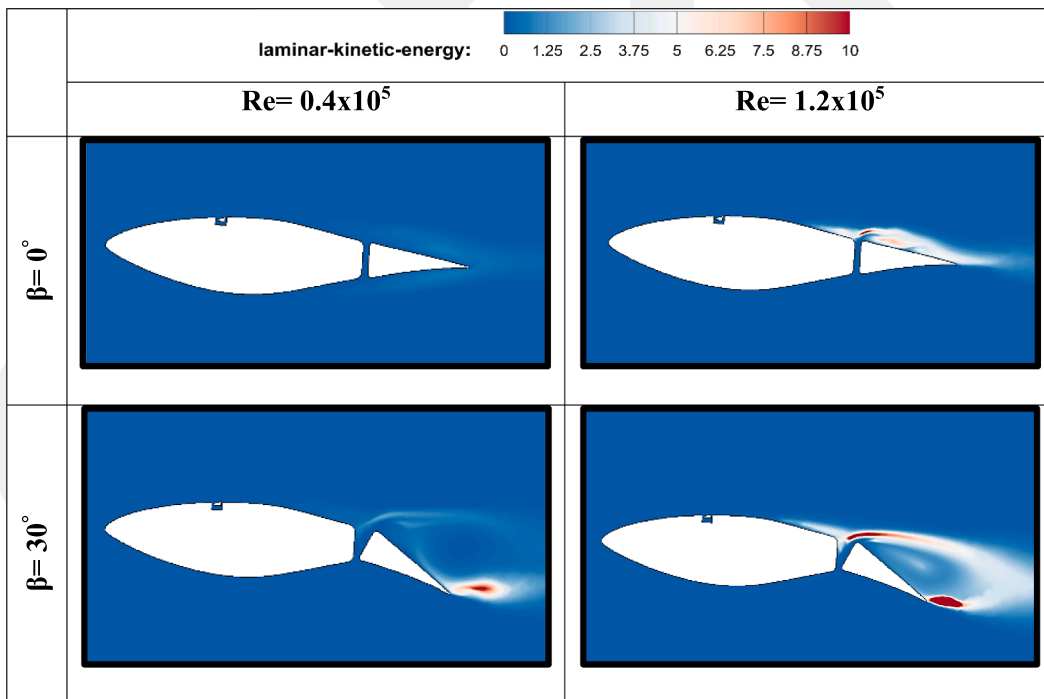 laminar-kinetic-energy: 0 1.25 2.5 3.75 5 6.25 7.5 8.75 10
Re= 0.4x10⁵ Re= 1.2x10⁵
β= 0°
β= 30°